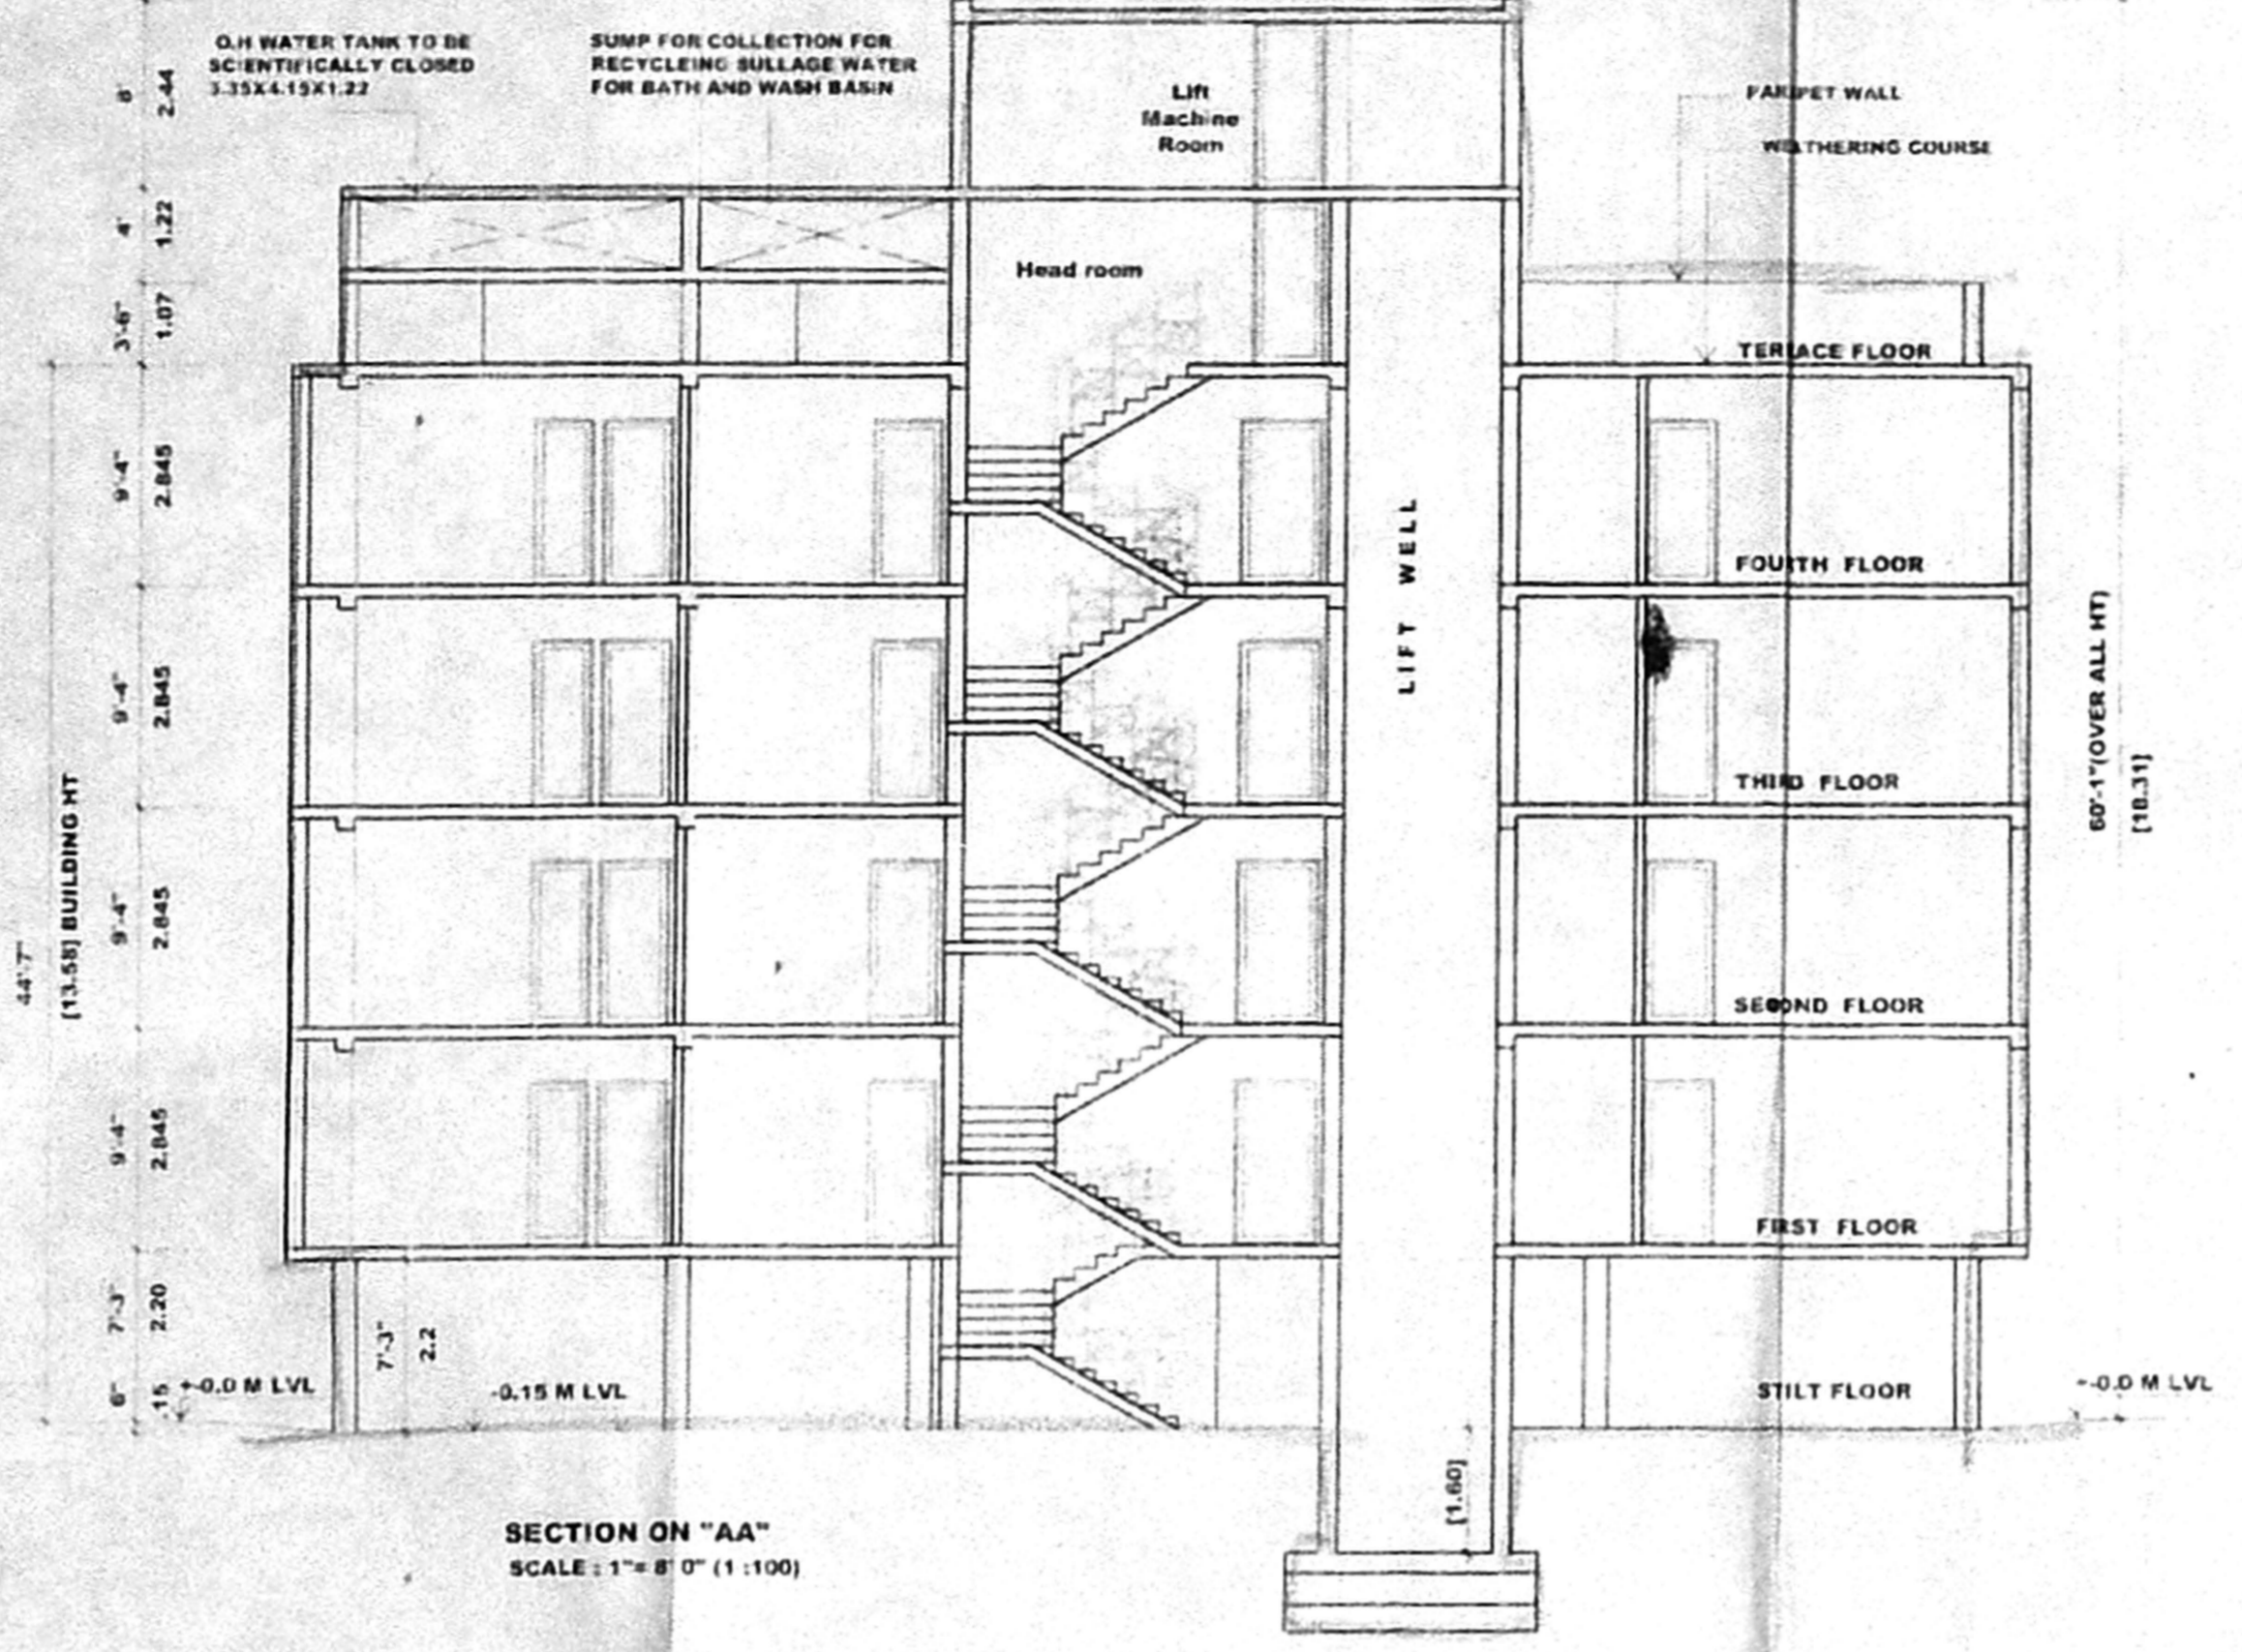 O.H WATER TANK TO BE
SCIENTIFICALLY CLOSED
3.35X4.15X1.22
SUMP FOR COLLECTION FOR
RECYCLEING SULLAGE WATER
FOR BATH AND WASH BASIN
Lift
Machine
Room
PARAPET WALL
WEATHERING COURSE
8'
2.44
4'
1.22
Head room
3'-6"
1.07
TERRACE FLOOR
9'-4"
2.845
LIFT WELL
FOURTH FLOOR
9'-4"
2.845
THIRD FLOOR
60'-1"(OVER ALL HT)
[18.31]
44'-7"
[13.58] BUILDING HT
9'-4"
2.845
SECOND FLOOR
9'-4"
2.845
FIRST FLOOR
7'-3"
2.20
7'-3"
2.2
6"
.15
+-0.0 M LVL
-0.15 M LVL
STILT FLOOR
+-0.0 M LVL
[1.60]
SECTION ON "AA"
SCALE : 1"= 8' 0" (1 :100)